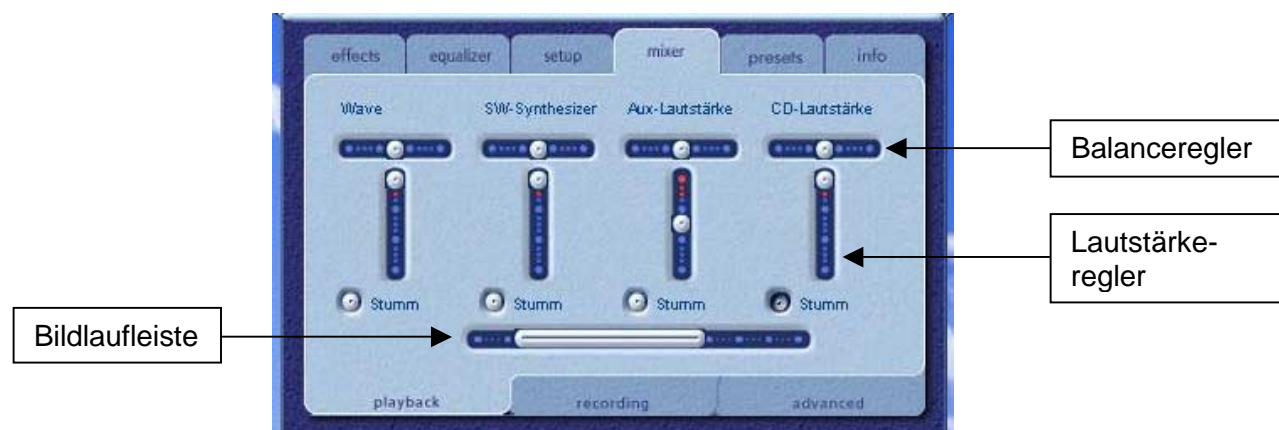 effects equalizer setup mixer presets info
Wave SW-Synthesizer Aux-Lautstärke CD-Lautstärke
Balanceregler
Lautstärke-
regler
Stumm Stumm Stumm Stumm
Bildlaufleiste
playback recording advanced